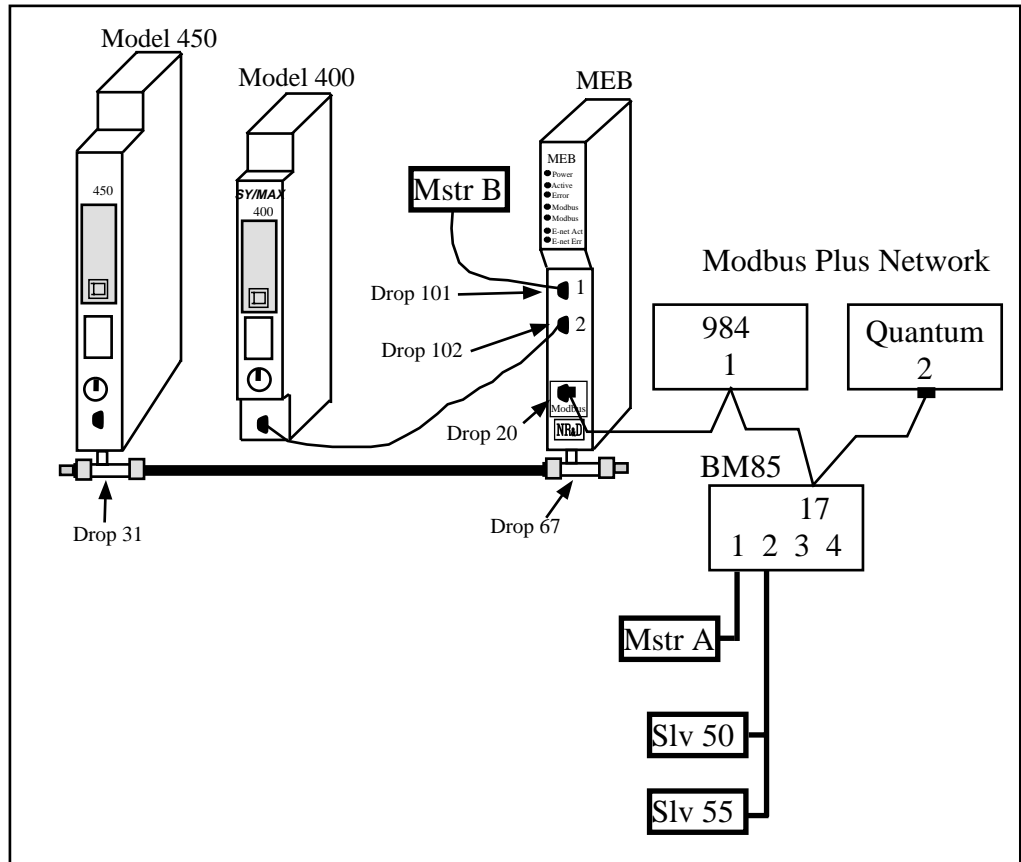 Model 450
Model 400
MEB
450
SY/MAX
400
MEB
Power
Active
Error
Modbus
Modbus
E-net Act
E-net Err
Mstr B
Drop 101
1
Drop 102
2
Drop 20
Modbus
NR&D
Drop 31
Drop 67
Modbus Plus Network
984
1
Quantum
2
BM85
17
1 2 3 4
Mstr A
Slv 50
Slv 55